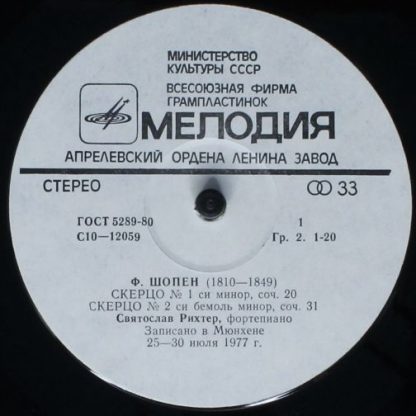 МИНИСТЕРСТВО
КУЛЬТУРЫ СССР
ВСЕСОЮЗНАЯ ФИРМА
ГРАМПЛАСТИНОК
МЕЛОДИЯ
АПРЕЛЕВСКИЙ ОРДЕНА ЛЕНИНА ЗАВОД
СТЕРЕО 33
ГОСТ 5289-80 1
С10—12059 Гр. 2. 1-20
Ф. ШОПЕН (1810—1849)
СКЕРЦО № 1 си минор, соч. 20
СКЕРЦО № 2 си бемоль минор, соч. 31
Святослав Рихтер, фортепиано
Записано в Мюнхене
25—30 июля 1977 г.